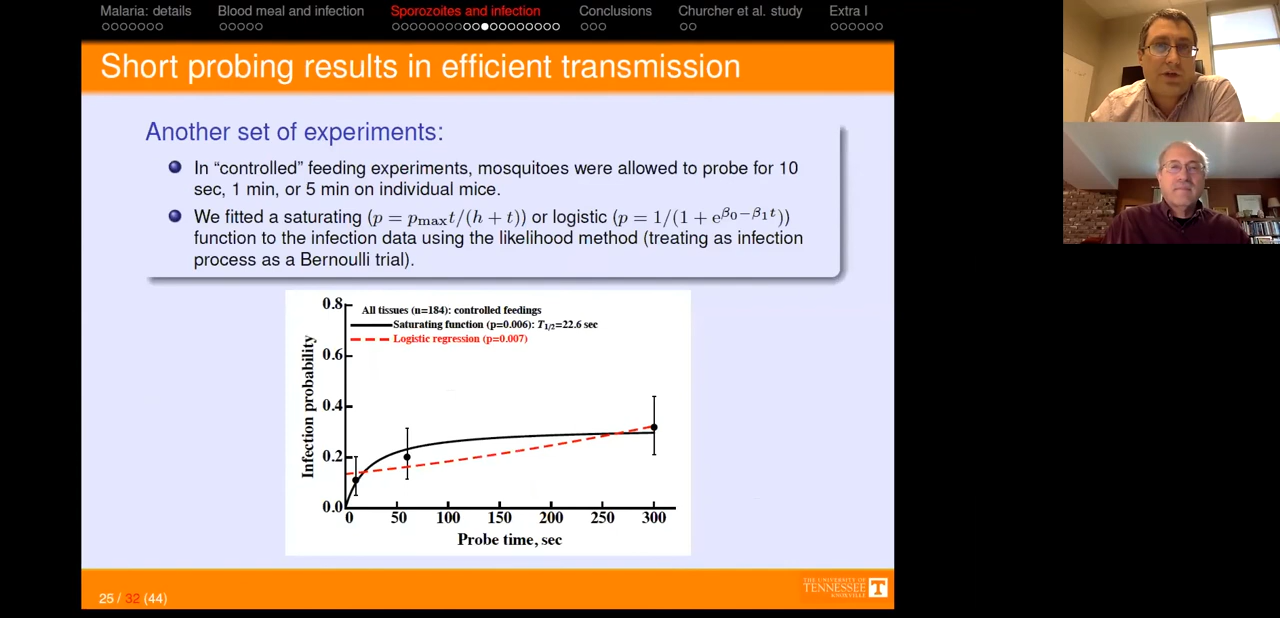 Malaria: details Blood meal and infection Sporozoites and infection Conclusions Churcher et al. study Extra I
Short probing results in efficient transmission
Another set of experiments:
In “controlled” feeding experiments, mosquitoes were allowed to probe for 10
sec, 1 min, or 5 min on individual mice.
We fitted a saturating (p = pmaxt/(h + t)) or logistic (p = 1/(1 + e^{β0−β1t}))
function to the infection data using the likelihood method (treating as infection
process as a Bernoulli trial).
All tissues (n=184): controlled feedings
Saturating function (p=0.006): T1/2=22.6 sec
Logistic regression (p=0.007)
Infection probability
0.8
0.6
0.4
0.2
0.0
0 50 100 150 200 250 300
Probe time, sec
25 / 32 (44)
THE UNIVERSITY OF
TENNESSEE
KNOXVILLE
T